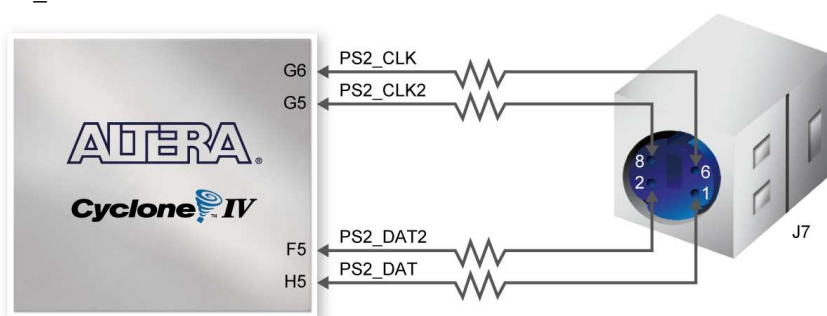 PS2_CLK
G6
PS2_CLK2
G5
ALTERA.
Cyclone IV
8
6
2
1
J7
PS2_DAT2
F5
PS2_DAT
H5